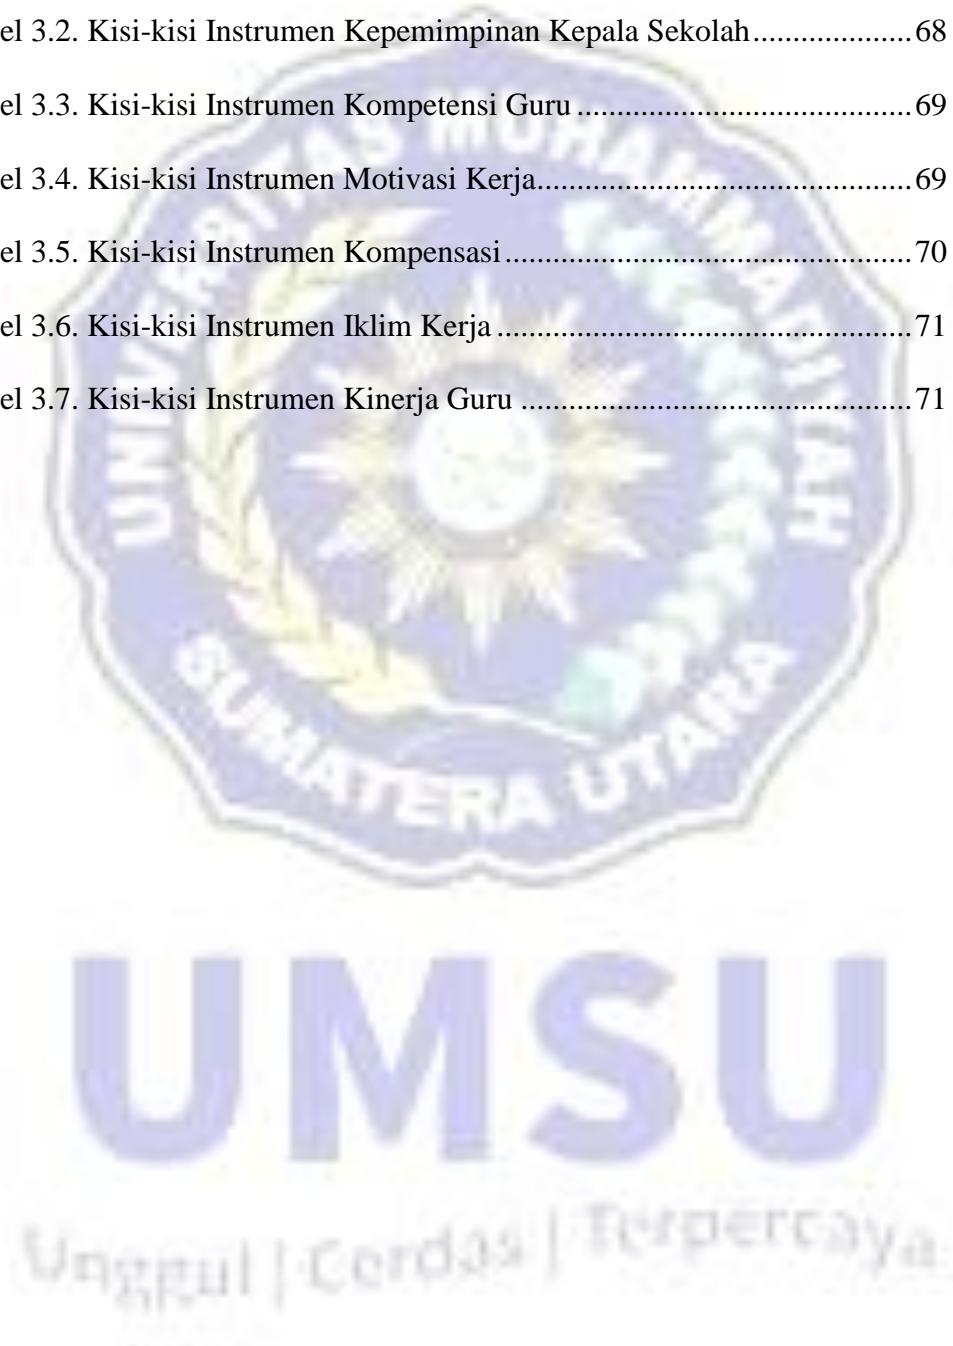 el 3.2. Kisi-kisi Instrumen Kepemimpinan Kepala Sekolah....................68
el 3.3. Kisi-kisi Instrumen Kompetensi Guru ..........................................69
el 3.4. Kisi-kisi Instrumen Motivasi Kerja...............................................69
el 3.5. Kisi-kisi Instrumen Kompensasi...................................................70
el 3.6. Kisi-kisi Instrumen Iklim Kerja ....................................................71
el 3.7. Kisi-kisi Instrumen Kinerja Guru .................................................71
UNIVERSITAS MUHAMMADIYAH
SUMATERA UTARA
UMSU
Unggul | Cerdas | Terpercaya